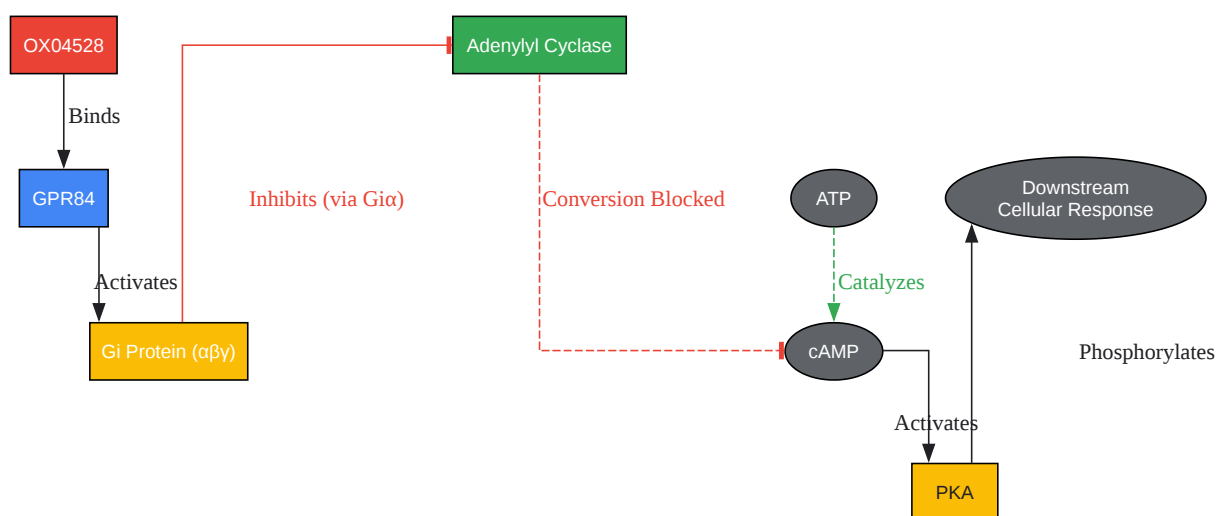 OX04528
Adenylyl Cyclase
Binds
GPR84
Inhibits (via Giα)
Conversion Blocked
ATP
Downstream
Cellular Response
Activates
Catalyzes
Gi Protein (αβγ)
cAMP
Phosphorylates
Activates
PKA